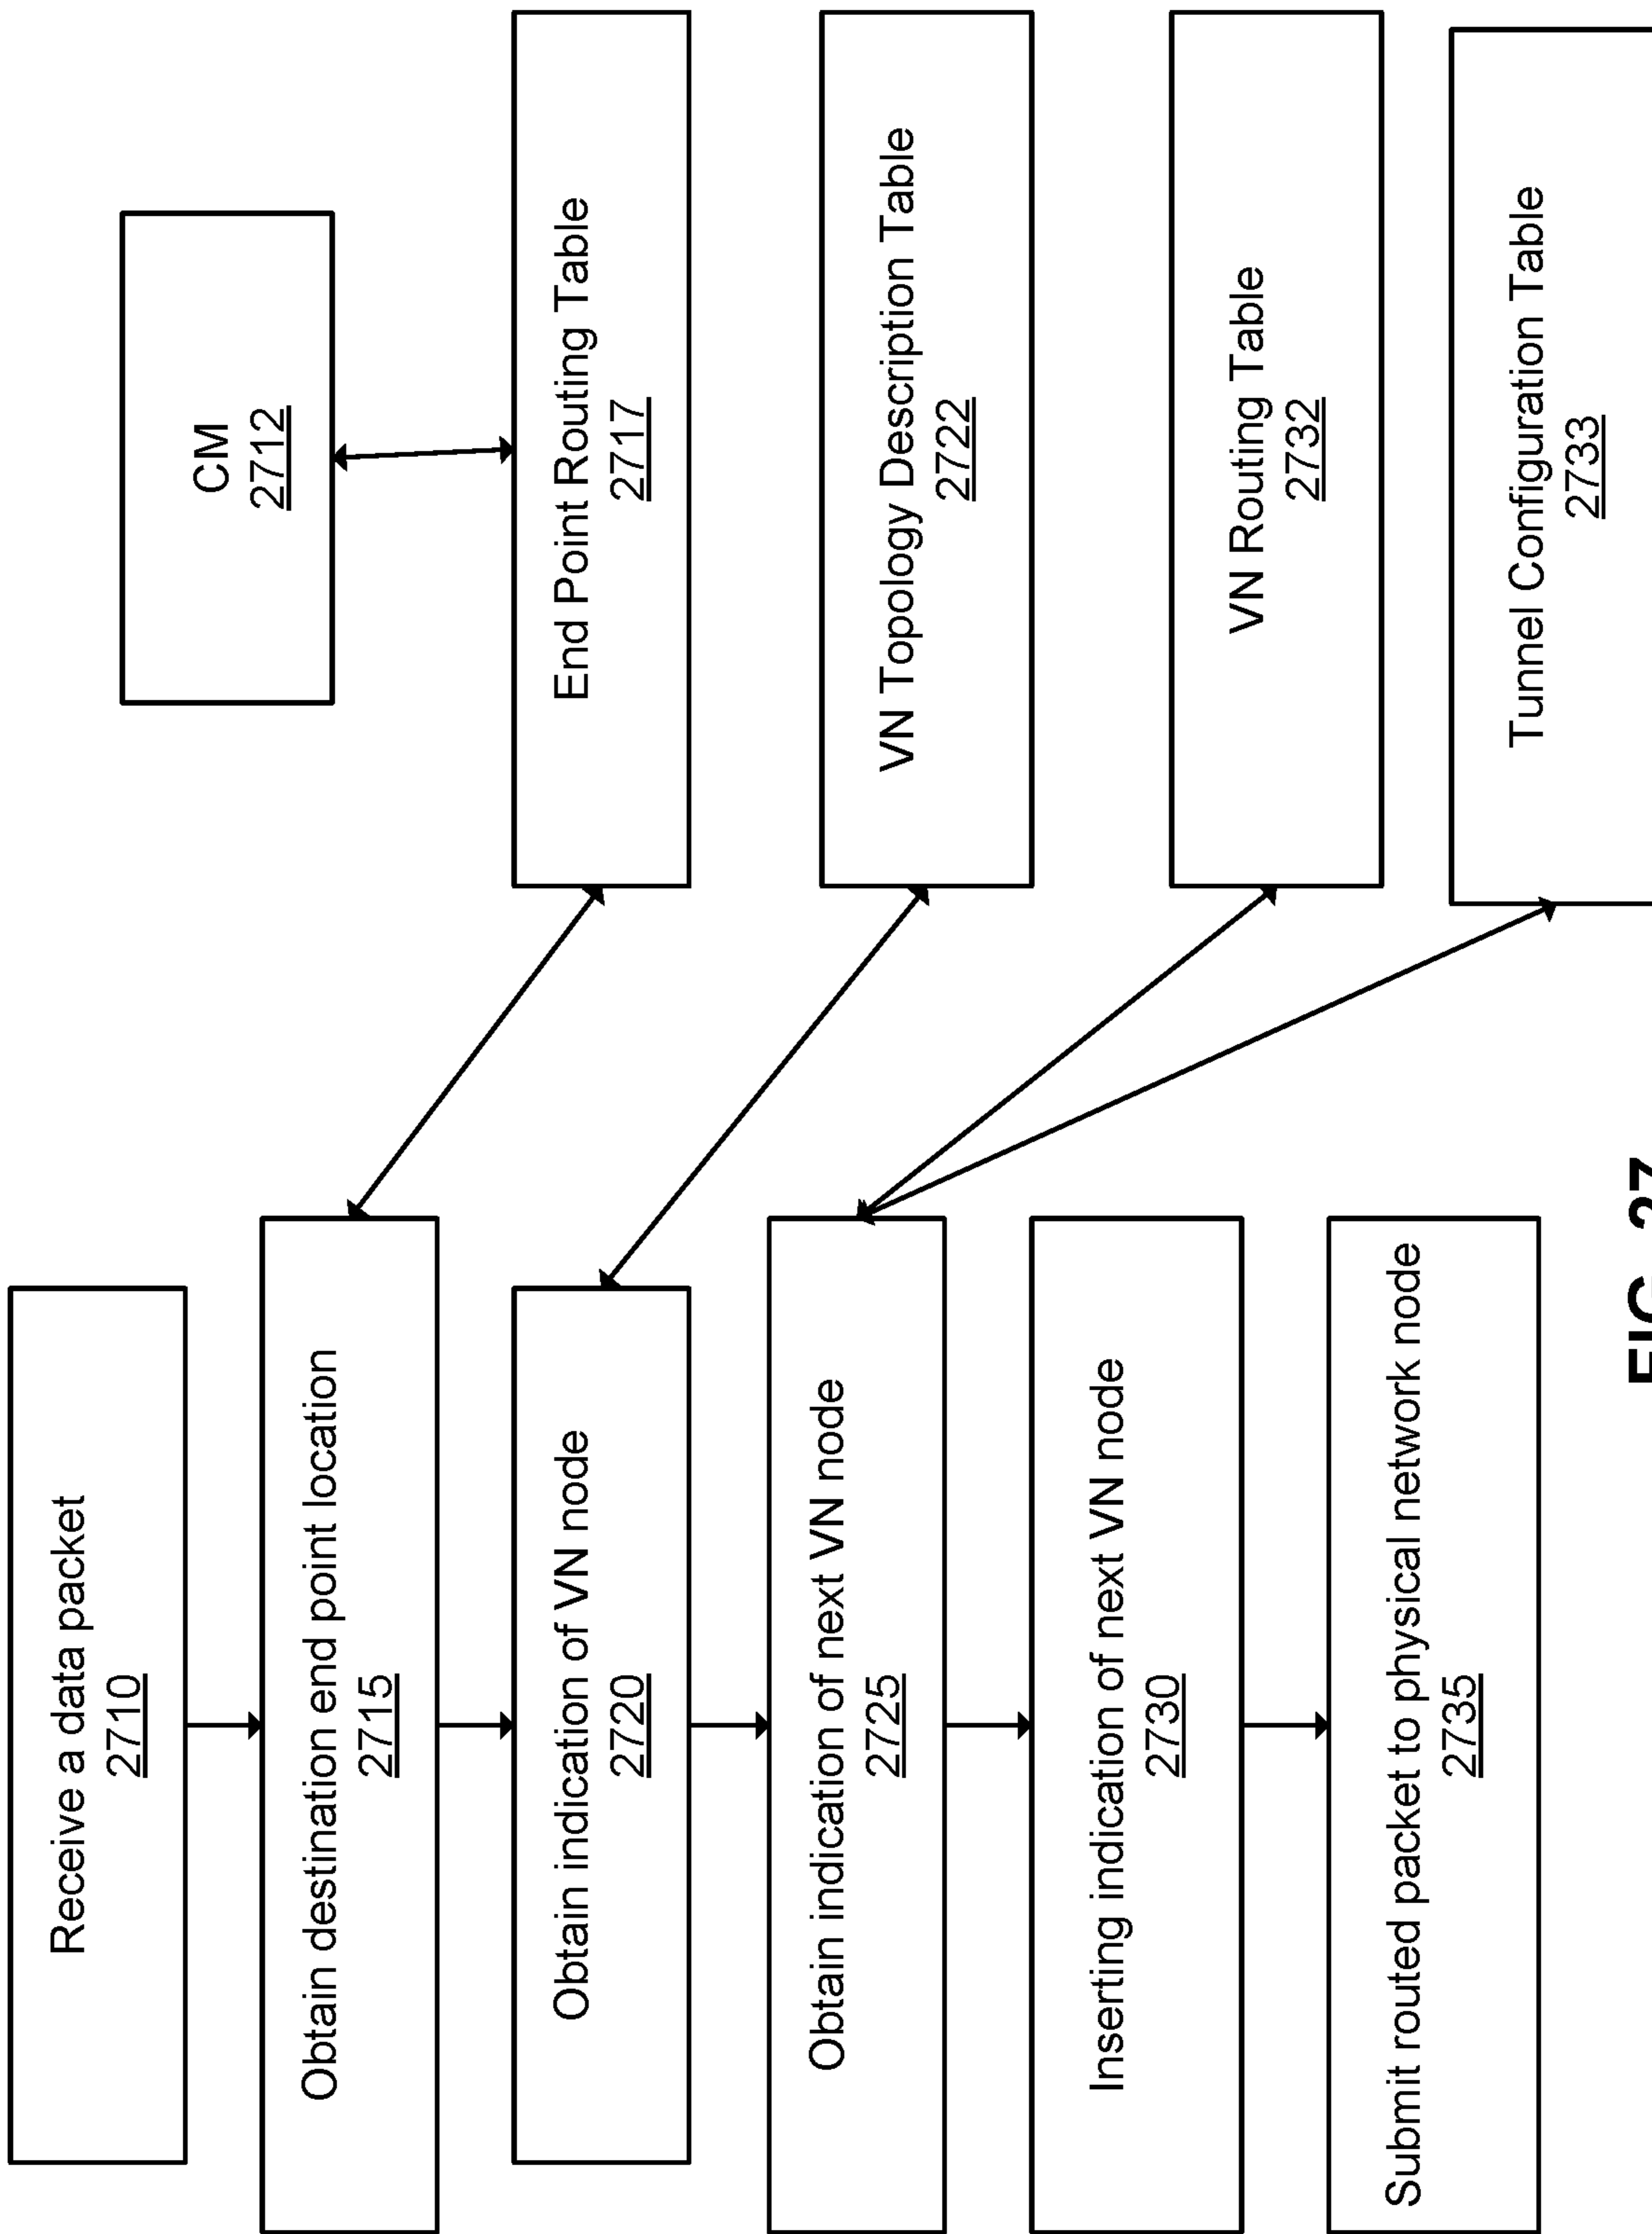 Receive a data packet
2710
Obtain destination end point location
2715
Obtain indication of VN node
2720
Obtain indication of next VN node
2725
Inserting indication of next VN node
2730
Submit routed packet to physical network node
2735
CM
2712
End Point Routing Table
2717
VN Topology Description Table
2722
VN Routing Table
2732
Tunnel Configuration Table
2733
FIG. 27